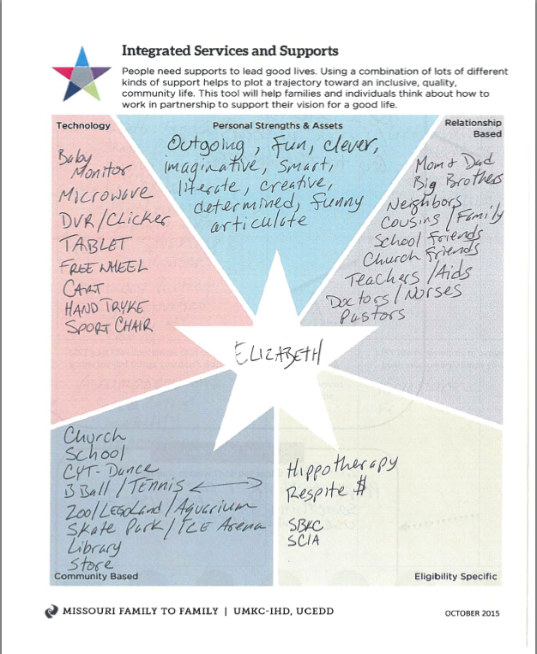 Integrated Services and Supports
People need supports to lead good lives. Using a combination of lots of different
kinds of support helps to plot a trajectory toward an inclusive, quality,
community life. This tool will help families and individuals think about how to
work in partnership to support their vision for a good life.
Technology
Baby
Monitor
Microwave
DVR/Clicker
TABLET
FREE WHEEL
CART
HAND TRYKE
SPORT CHAIR
Personal Strengths & Assets
Outgoing, Fun, clever,
imaginative, Smart,
literate, creative,
determined, funny
articulate
Relationship
Based
Mom & Dad
Big Brothers
Neighbors
Cousins/Family
School Friends
Church Friends
Teachers/Aids
Doctors/Nurses
Pastors
ELIZABETH
Church
School
CYT-Dance
BBall/Tennis
Zoo/LEGOLand/Aquarium
Skate Park/ICE Arena
Library
Store
Community Based
Hippotherapy
Respite $
SBKC
SCIA
Eligibility Specific
MISSOURI FAMILY TO FAMILY | UMKC-IHD, UCEDD
OCTOBER 2015